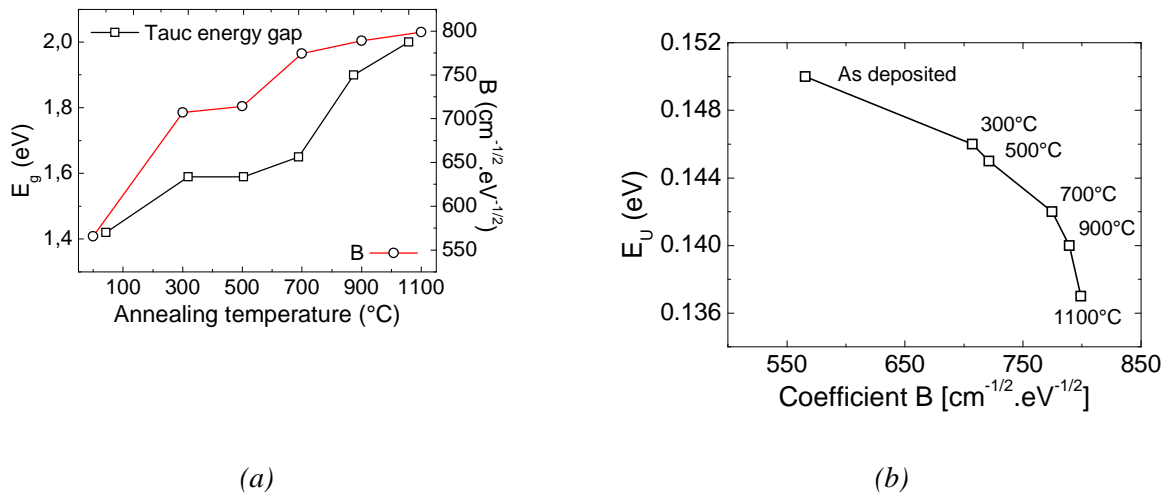 Tauc energy gap
B
2,0
1,8
1,6
1,4
E_g (eV)
800
750
700
650
600
550
B (cm^-1/2.eV^-1/2)
100 300 500 700 900 1100
Annealing temperature (°C)
(a)
0.152
0.148
0.144
0.140
0.136
E_U (eV)
As deposited
300°C
500°C
700°C
900°C
1100°C
550 650 750 850
Coefficient B [cm^-1/2.eV^-1/2]
(b)